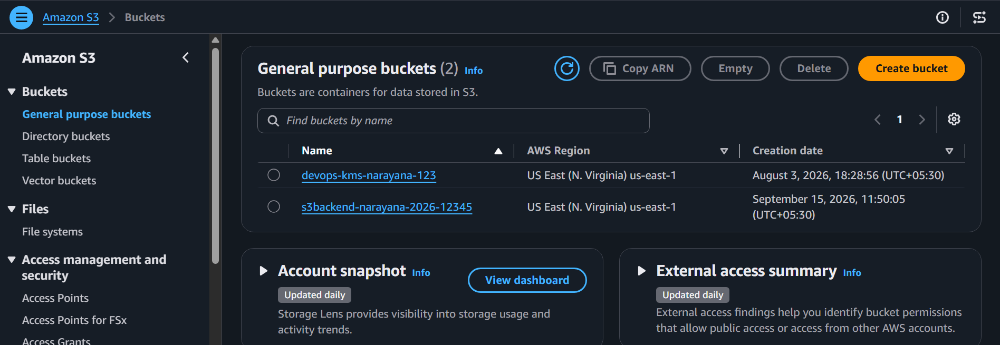 Amazon S3 > Buckets
Amazon S3
Buckets
General purpose buckets
Directory buckets
Table buckets
Vector buckets
Files
File systems
Access management and
security
Access Points
Access Points for FSx
Access Grants
General purpose buckets (2) Info
Copy ARN
Empty
Delete
Create bucket
Buckets are containers for data stored in S3.
Find buckets by name
1
Name AWS Region Creation date
devops-kms-narayana-123 US East (N. Virginia) us-east-1 August 3, 2026, 18:28:56 (UTC+05:30)
s3backend-narayana-2026-12345 US East (N. Virginia) us-east-1 September 15, 2026, 11:50:05
(UTC+05:30)
Account snapshot Info
View dashboard
Updated daily
Storage Lens provides visibility into storage usage and
activity trends.
External access summary Info
Updated daily
External access findings help you identify bucket permissions
that allow public access or access from other AWS accounts.